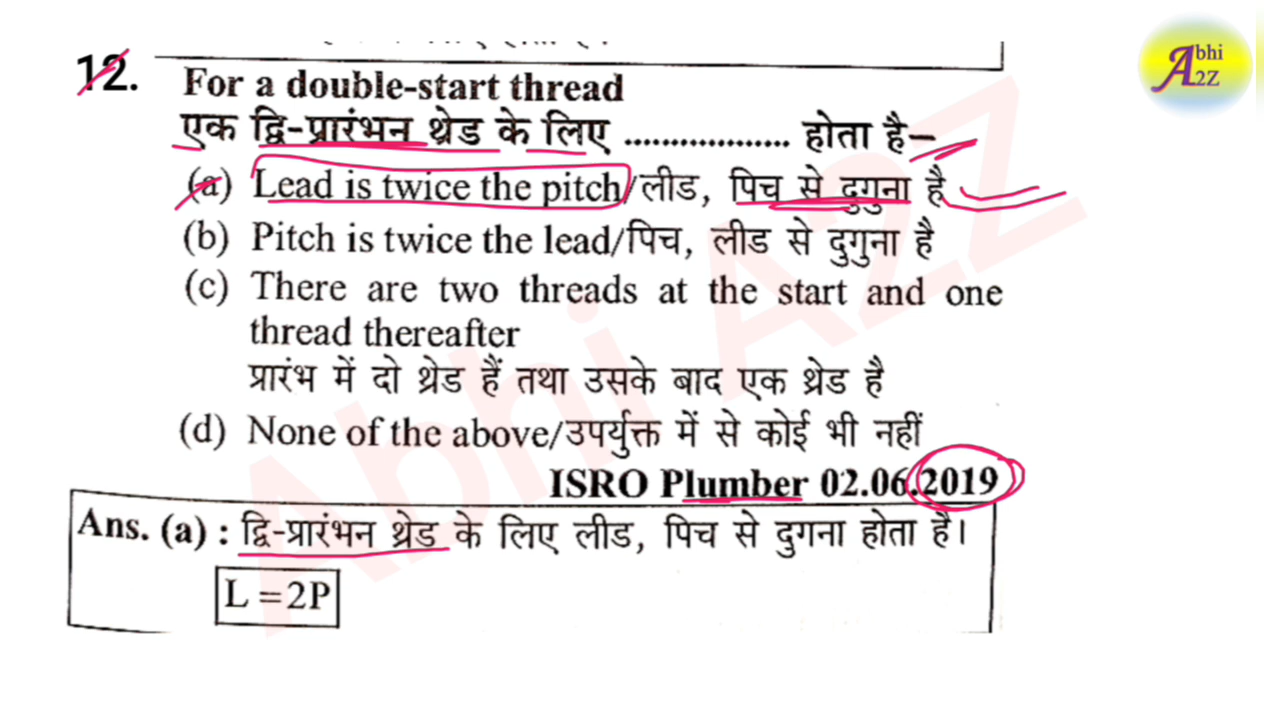 Abhi A2Z
12.
For a double-start thread
एक द्वि-प्रारंभन थ्रेड के लिए .................. होता है–
(a) Lead is twice the pitch/लीड, पिच से दुगुना है
(b) Pitch is twice the lead/पिच, लीड से दुगुना है
(c) There are two threads at the start and one
thread thereafter
प्रारंभ में दो थ्रेड हैं तथा उसके बाद एक थ्रेड है
(d) None of the above/उपर्युक्त में से कोई भी नहीं
ISRO Plumber 02.06.2019
Ans. (a) : द्वि-प्रारंभन थ्रेड के लिए लीड, पिच से दुगना होता है।
L = 2P
Abhi A2Z